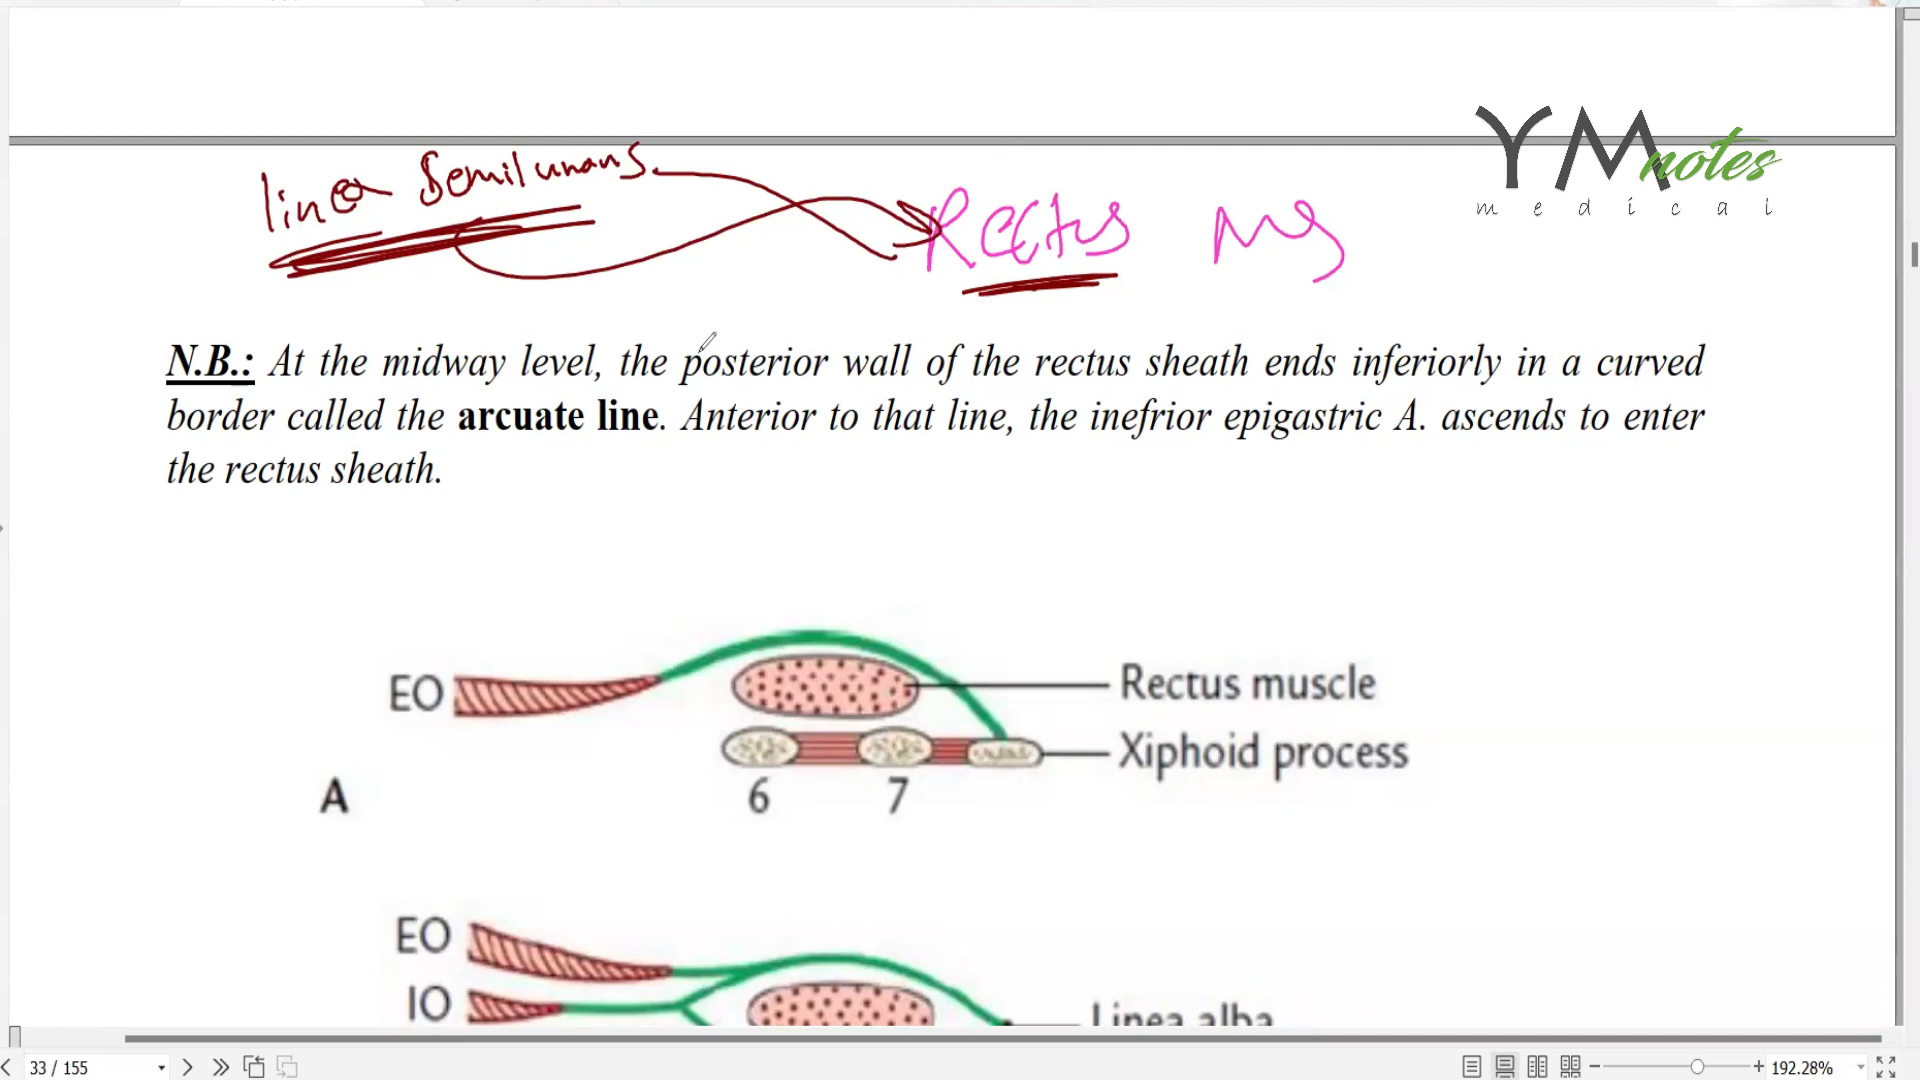 YM notes
medical
linea Semilunaris
Rectus MS
N.B.: At the midway level, the posterior wall of the rectus sheath ends inferiorly in a curved
border called the arcuate line. Anterior to that line, the inefrior epigastric A. ascends to enter
the rectus sheath.
EO
Rectus muscle
Xiphoid process
A
6 7
EO
IO
Linea alba
33 / 155
192.28%